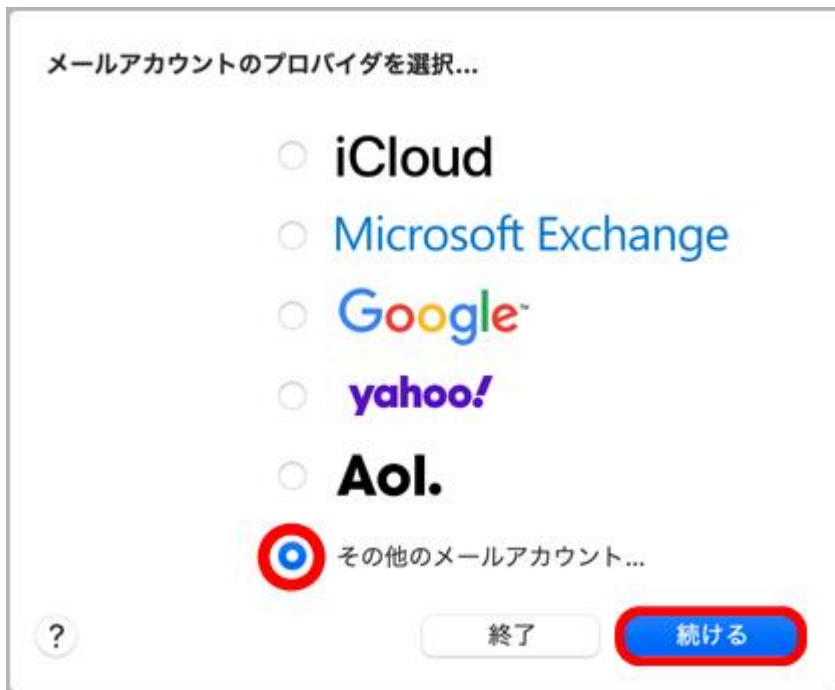 メールアカウントのプロバイダを選択...
iCloud
Microsoft Exchange
Google™
yahoo!
Aol.
その他のメールアカウント...
?
終了
続ける